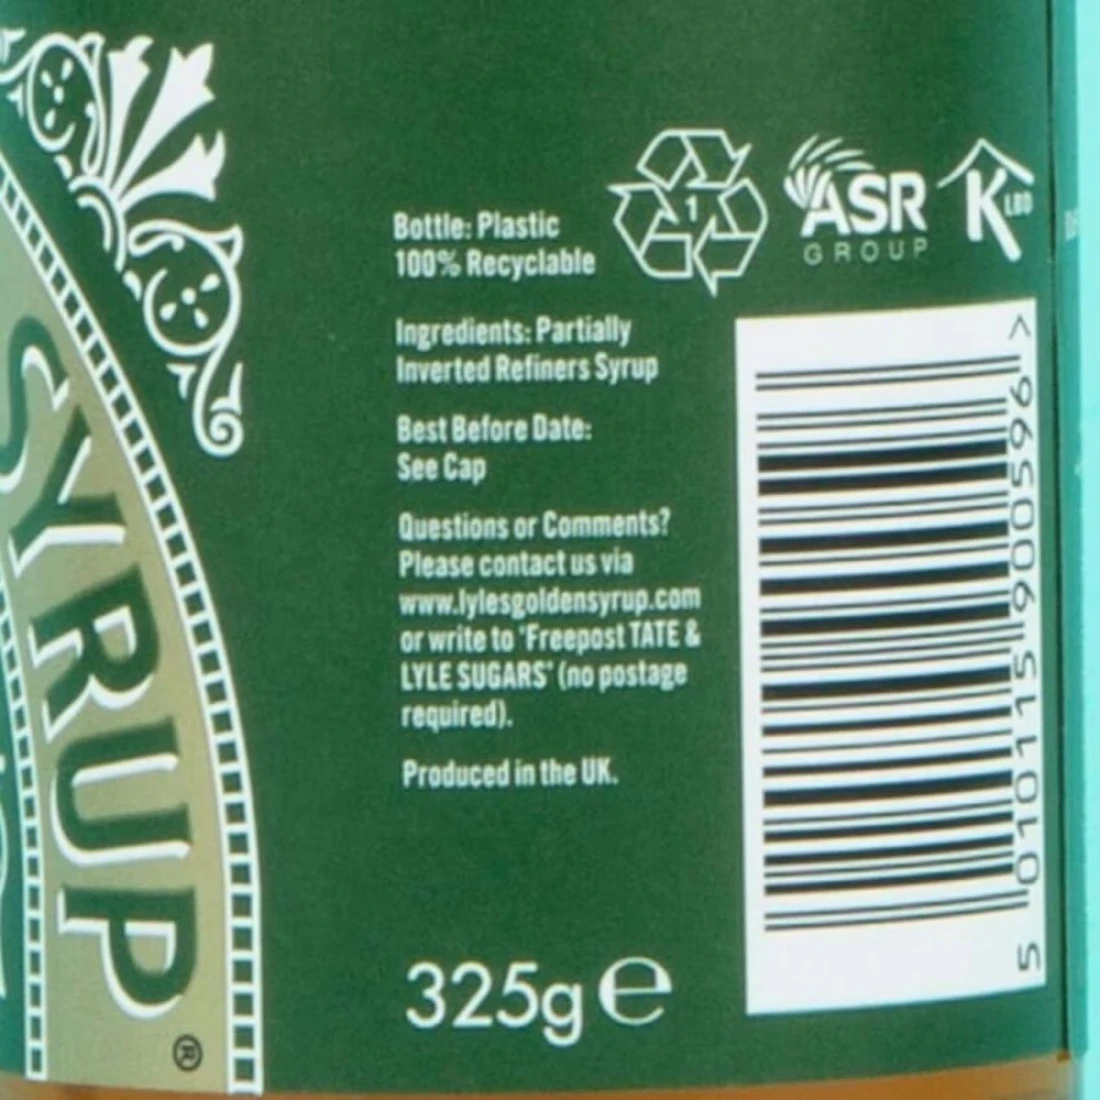 SYRUP
®
Bottle: Plastic
100% Recyclable
1
ASR
GROUP
K
LBD
Ingredients: Partially
Inverted Refiners Syrup
Best Before Date:
See Cap
Questions or Comments?
Please contact us via
www.lylesgoldensyrup.com
or write to 'Freepost TATE &
LYLE SUGARS' (no postage
required).
Produced in the UK.
325g e
5 010115 900596 >